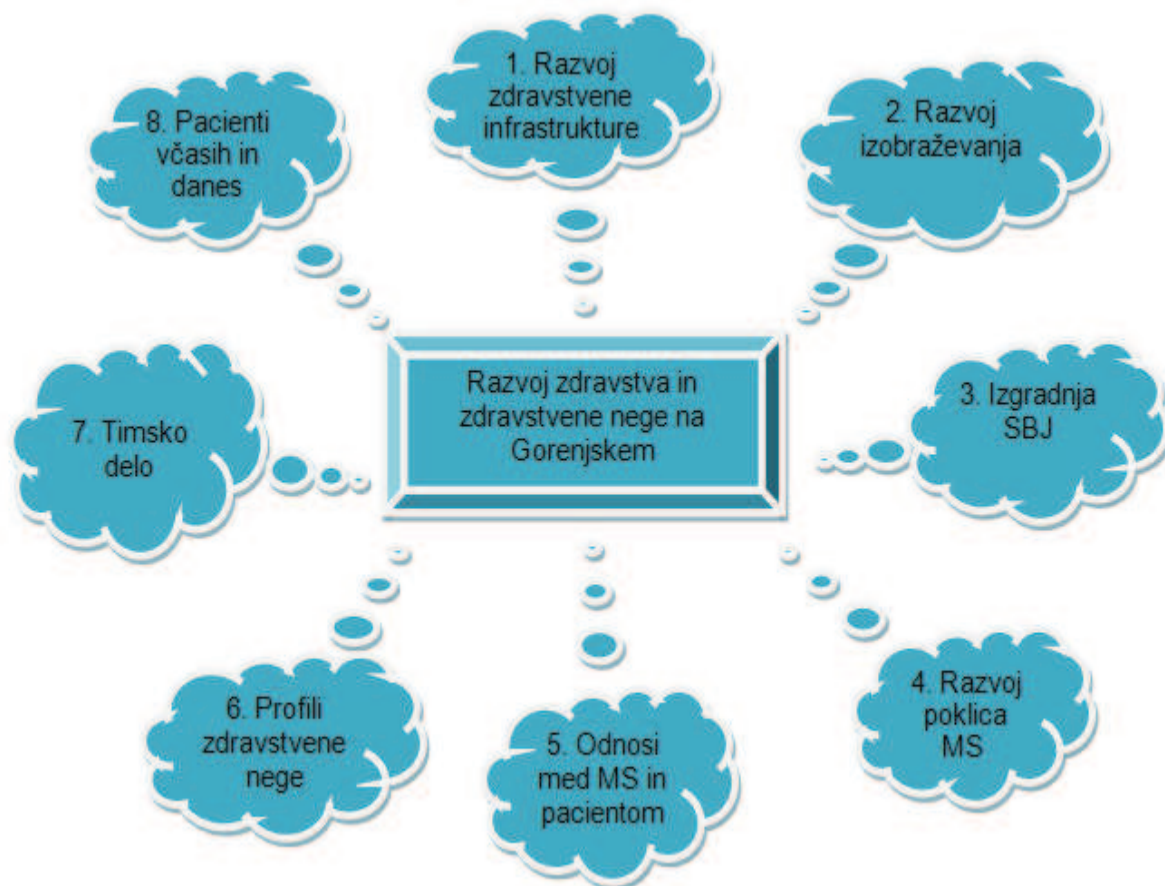 1. Razvoj
zdravstvene
infrastrukture
2. Razvoj
izobraževanja
3. Izgradnja
SBJ
4. Razvoj
poklica
MS
5. Odnosi
med MS in
pacientom
6. Profili
zdravstvene
nege
7. Timsko
delo
8. Pacienti
včasih in
danes
Razvoj zdravstva in
zdravstvene nege na
Gorenjskem